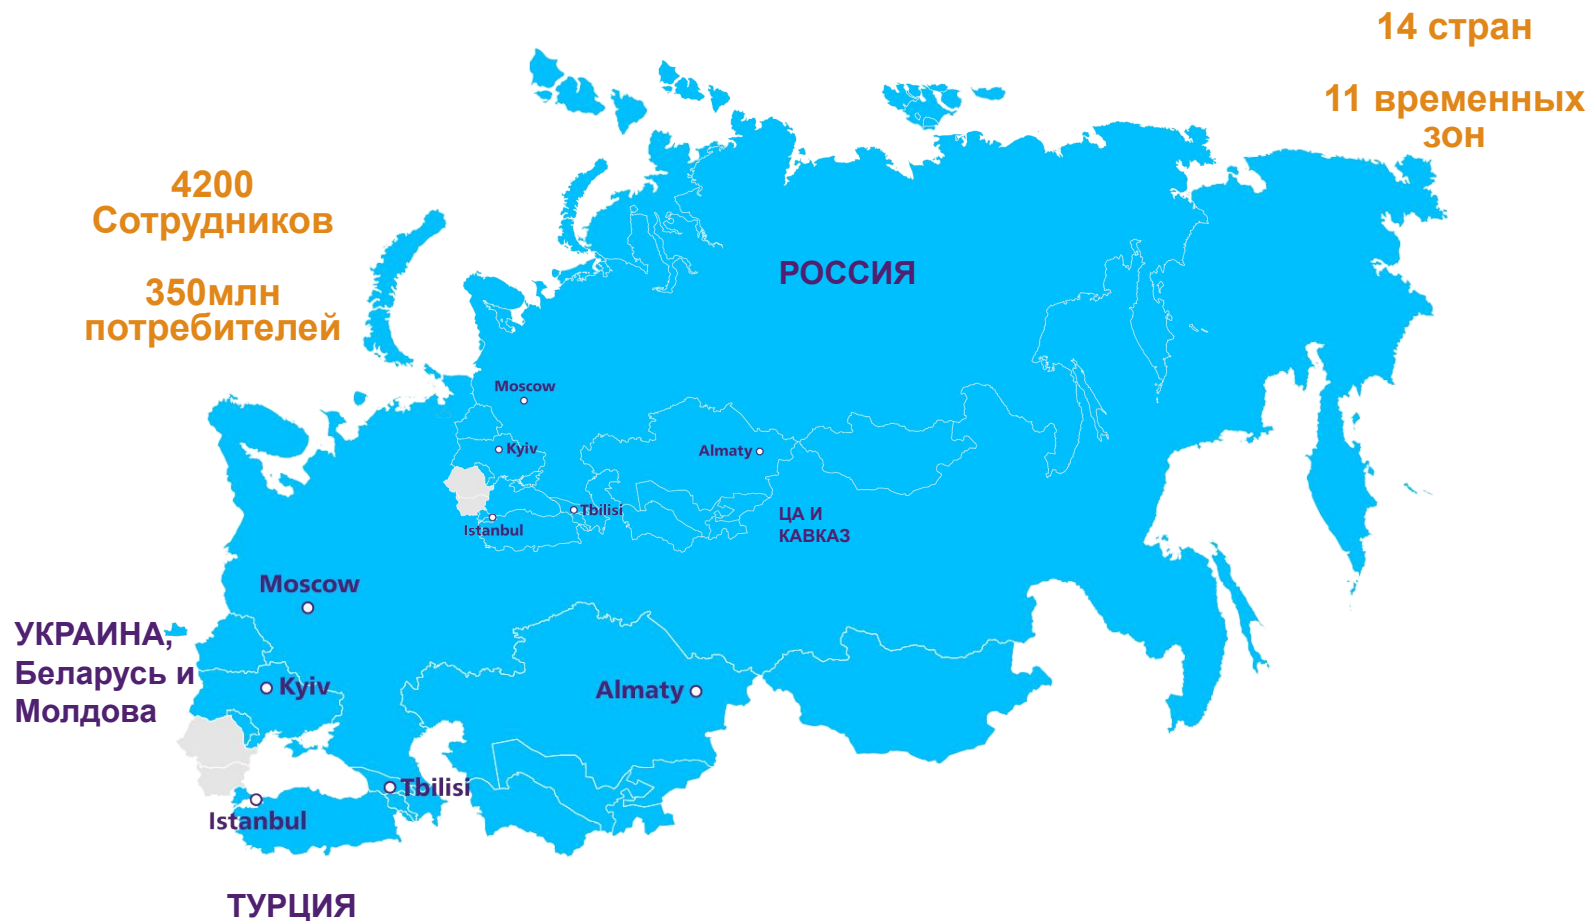 14 стран
11 временных
зон
4200
Сотрудников
350млн
потребителей
РОССИЯ
Moscow
Kyiv
Almaty
Tbilisi
Istanbul
ЦА И
КАВКАЗ
Moscow
УКРАИНА,
Беларусь и
Молдова
Kyiv
Almaty
Tbilisi
Istanbul
ТУРЦИЯ